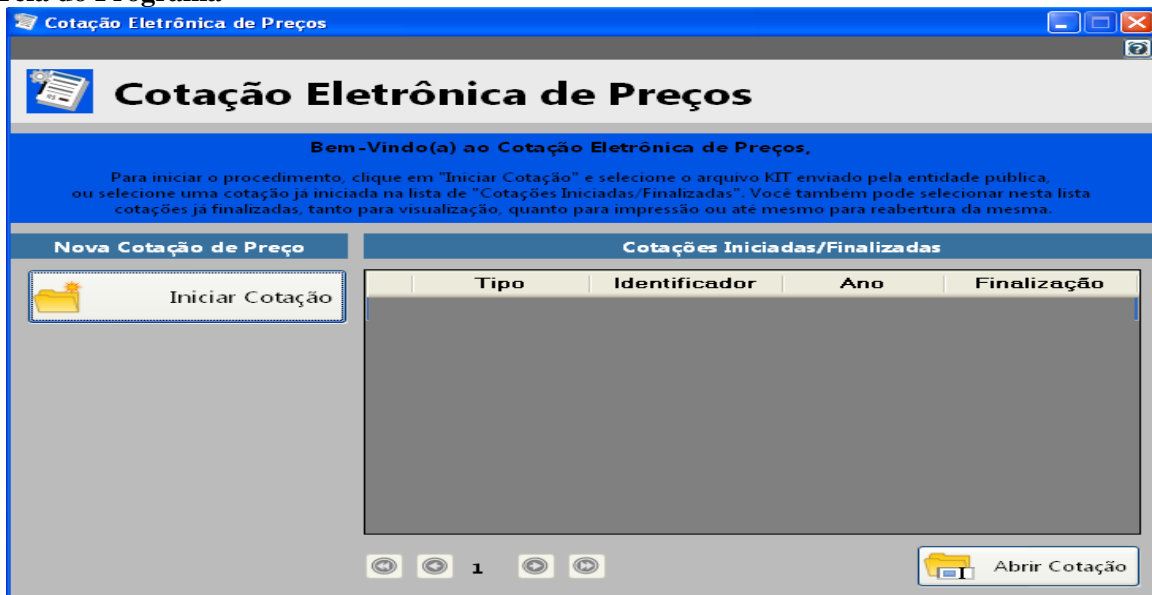 Tela do Programa
Cotação Eletrônica de Preços
Cotação Eletrônica de Preços
Bem-Vindo(a) ao Cotação Eletrônica de Preços,
Para iniciar o procedimento, clique em "Iniciar Cotação" e selecione o arquivo KIT enviado pela entidade pública,
ou selecione uma cotação já iniciada na lista de "Cotações Iniciadas/Finalizadas". Você também pode selecionar nesta lista
cotações já finalizadas, tanto para visualização, quanto para impressão ou até mesmo para reabertura da mesma.
Nova Cotação de Preço
Cotações Iniciadas/Finalizadas
Iniciar Cotação
Tipo Identificador Ano Finalização
1
Abrir Cotação